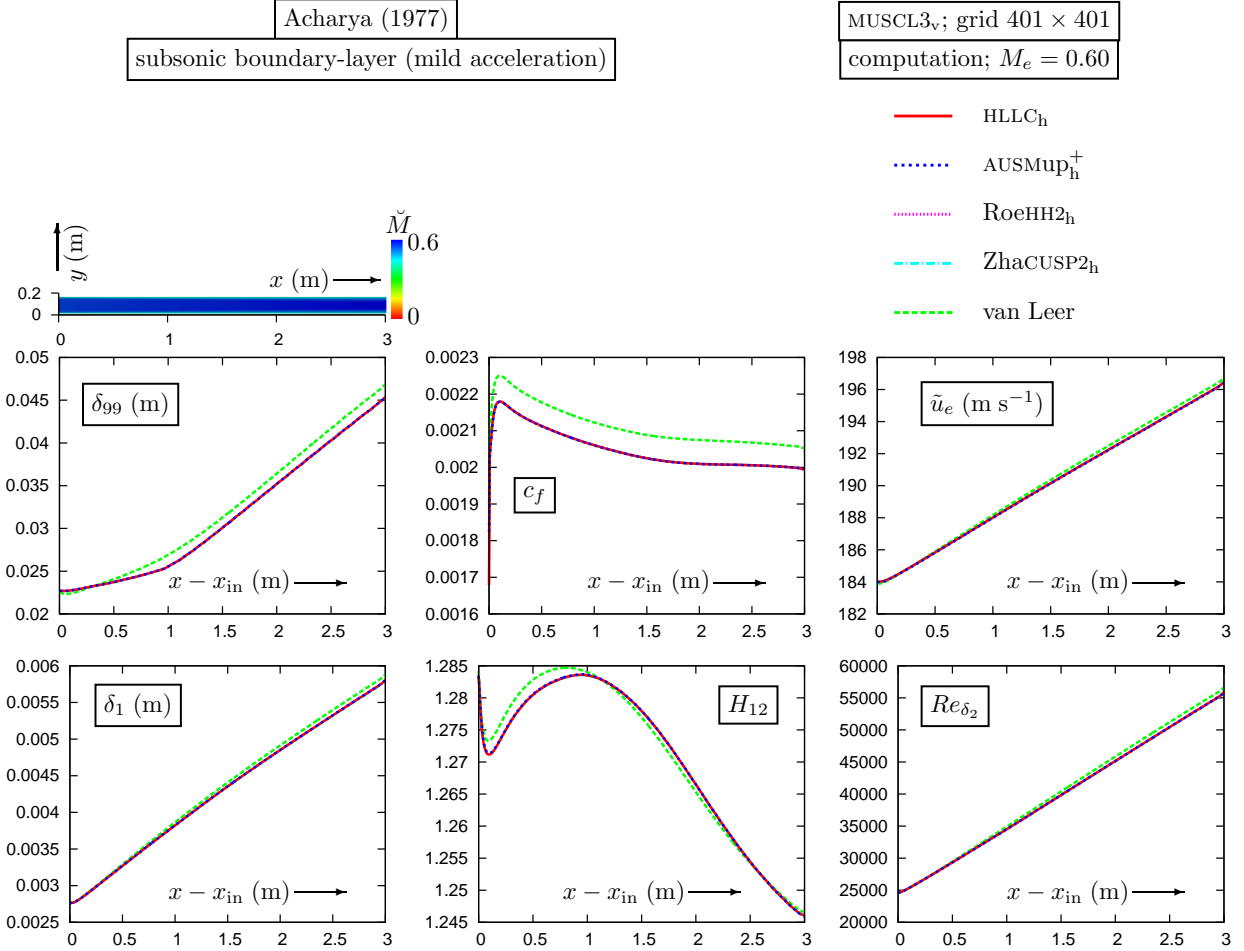 Acharya (1977)
subsonic boundary-layer (mild acceleration)
MUSCL3v; grid 401 × 401
computation; Me = 0.60
HLLCh
AUSMup+h
RoeHH2h
ZhaCUSP2h
van Leer
y (m)
x (m)
M̆
0.6
0
0.2
0
0 1 2 3
δ99 (m)
0.05
0.045
0.04
0.035
0.03
0.025
0.02
x − xin (m)
0 0.5 1 1.5 2 2.5 3
cf
0.0023
0.0022
0.0021
0.002
0.0019
0.0018
0.0017
0.0016
x − xin (m)
0 0.5 1 1.5 2 2.5 3
ũe (m s−1)
198
196
194
192
190
188
186
184
182
x − xin (m)
0 0.5 1 1.5 2 2.5 3
δ1 (m)
0.006
0.0055
0.005
0.0045
0.004
0.0035
0.003
0.0025
x − xin (m)
0 0.5 1 1.5 2 2.5 3
H12
1.285
1.28
1.275
1.27
1.265
1.26
1.255
1.25
1.245
x − xin (m)
0 0.5 1 1.5 2 2.5 3
Reδ2
60000
55000
50000
45000
40000
35000
30000
25000
20000
x − xin (m)
0 0.5 1 1.5 2 2.5 3